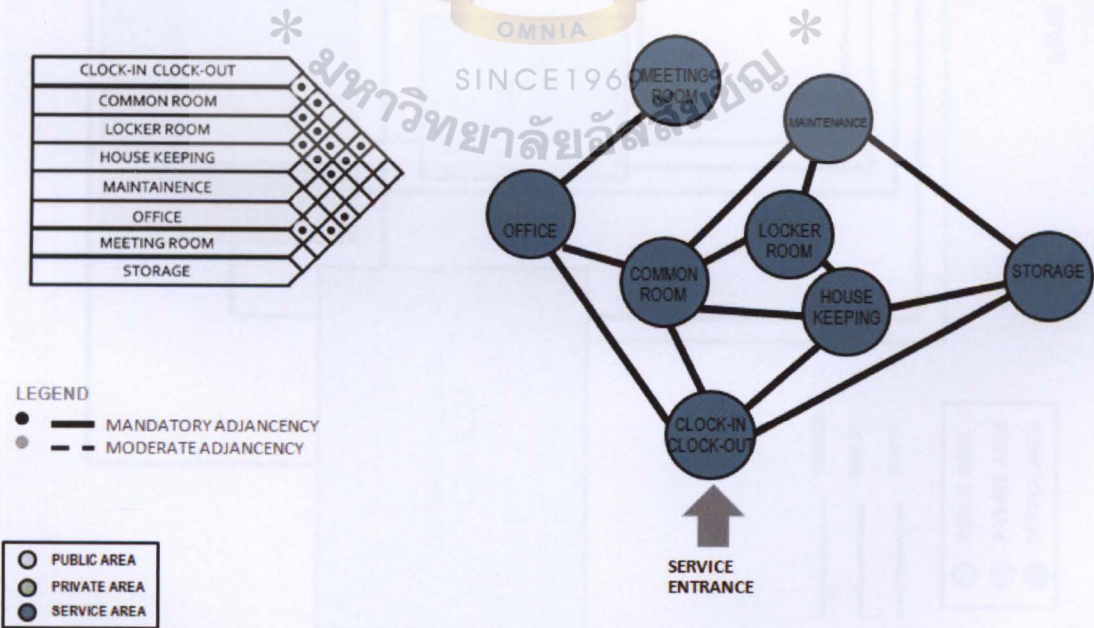 OMNIA
SINCE 1969
มหาวิทยาลัยอัสสัมชัญ
CLOCK-IN CLOCK-OUT
COMMON ROOM
LOCKER ROOM
HOUSE KEEPING
MAINTAINENCE
OFFICE
MEETING ROOM
STORAGE
MEETING
ROOM
MAINTENANCE
OFFICE
LOCKER
ROOM
COMMON
ROOM
STORAGE
HOUSE
KEEPING
CLOCK-IN
CLOCK-OUT
SERVICE
ENTRANCE
LEGEND
MANDATORY ADJANCENCY
MODERATE ADJANCENCY
PUBLIC AREA
PRIVATE AREA
SERVICE AREA